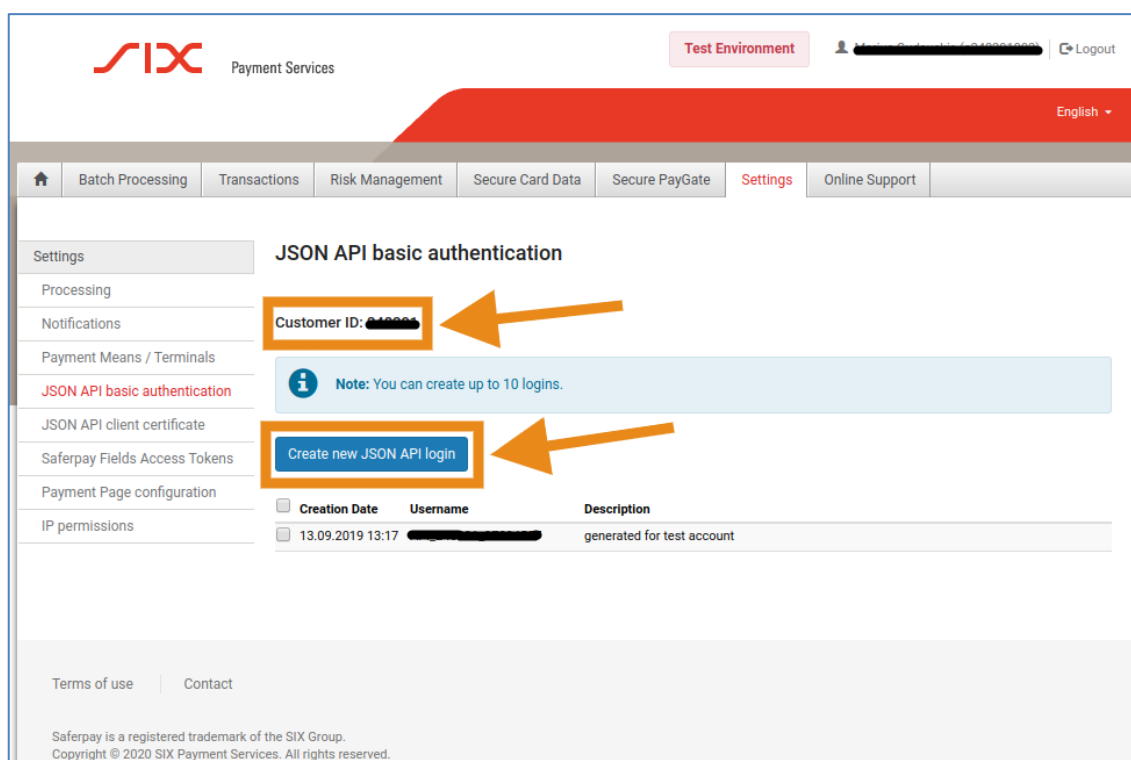 SIX Payment Services
Test Environment
Logout
English
Batch Processing
Transactions
Risk Management
Secure Card Data
Secure PayGate
Settings
Online Support
Settings
Processing
Notifications
Payment Means / Terminals
JSON API basic authentication
JSON API client certificate
Saferpay Fields Access Tokens
Payment Page configuration
IP permissions
JSON API basic authentication
Customer ID:
Note: You can create up to 10 logins.
Create new JSON API login
Creation Date Username Description
13.09.2019 13:17 generated for test account
Terms of use
Contact
Saferpay is a registered trademark of the SIX Group.
Copyright © 2020 SIX Payment Services. All rights reserved.